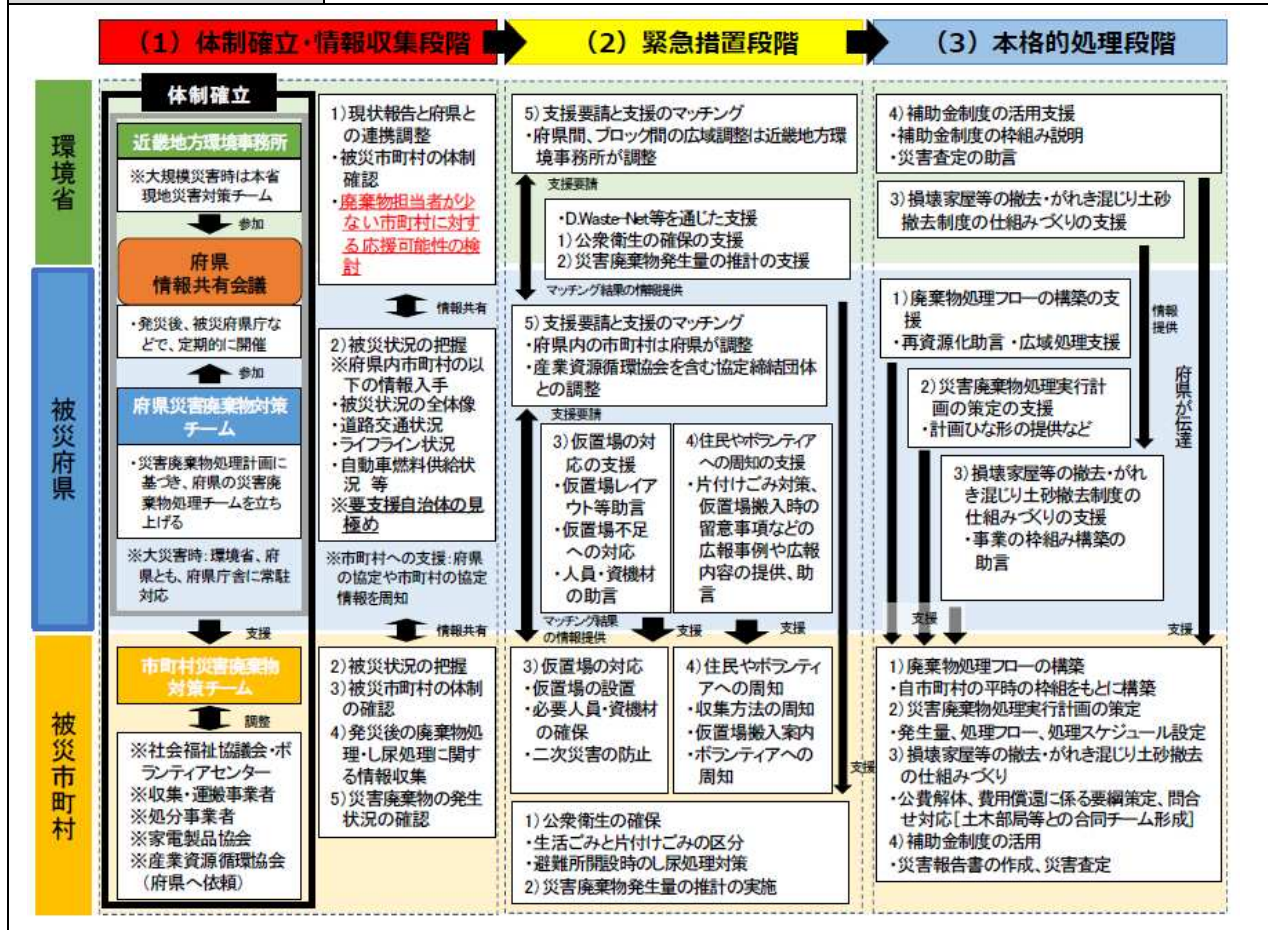 (1) 体制確立・情報収集段階
(2) 緊急措置段階
(3) 本格的処理段階
環境省
被災府県
被災市町村
体制確立
近畿地方環境事務所
※大規模災害時は本省
現地災害対策チーム
参加
府県
情報共有会議
・発災後、被災府県庁な
どで、定期的に開催
参加
府県災害廃棄物対策
チーム
・災害廃棄物処理計画に
基づき、府県の災害廃
棄物処理チームを立ち
上げる
※大災害時:環境省、府
県とも、府県庁舎に常駐
対応
支援
市町村災害廃棄物
対策チーム
調整
※社会福祉協議会・ボ
ランティアセンター
※収集・運搬事業者
※処分事業者
※家電製品協会
※産業資源循環協会
(府県へ依頼)
1)現状報告と府県と
の連携調整
・被災市町村の体制
確認
・廃棄物担当者が少
ない市町村に対す
る応援可能性の検
討
情報共有
2)被災状況の把握
※府県内市町村の以
下の情報入手
・被災状況の全体像
・道路交通状況
・ライフライン状況
・自動車燃料供給状
況 等
※要支援自治体の見
極め
※市町村への支援:府県
の協定や市町村の協定
情報を周知
情報共有
2)被災状況の把握
3)被災市町村の体制
の確認
4)発災後の廃棄物処
理・し尿処理に関す
る情報収集
5)災害廃棄物の発生
状況の確認
5)支援要請と支援のマッチング
・府県間、ブロック間の広域調整は近畿地方環
境事務所が調整
支援要請
・D.Waste-Net等を通じた支援
1)公衆衛生の確保の支援
2)災害廃棄物発生量の推計の支援
マッチング結果の情報提供
5)支援要請と支援のマッチング
・府県内の市町村は府県が調整
・産業資源循環協会を含む協定締結団体
との調整
支援要請
3)仮置場の対
応の支援
・仮置場レイア
ウト等助言
・仮置場不足
への対応
・人員・資機材
の助言
4)住民やボランティア
への周知の支援
・片付けごみ対策、
仮置場搬入時の
留意事項などの
広報事例や広報
内容の提供、助
言
マッチング結果
の情報提供
支援
支援
3)仮置場の対応
・仮置場の設置
・必要人員・資機材
の確保
・二次災害の防止
4)住民やボランティ
アへの周知
・収集方法の周知
・仮置場搬入案内
・ボランティアへの
周知
支援
1)公衆衛生の確保
・生活ごみと片付けごみの区分
・避難所開設時のし尿処理対策
2)災害廃棄物発生量の推計の実施
4)補助金制度の活用支援
・補助金制度の枠組み説明
・災害査定の助言
3)損壊家屋等の撤去・がれき混じり土砂
撤去制度の仕組みづくりの支援
1)廃棄物処理フローの構築の支
援
・再資源化助言・広域処理支援
情報
提供
2)災害廃棄物処理実行計
画の策定の支援
・計画ひな形の提供など
府県が伝達
3)損壊家屋等の撤去・がれ
き混じり土砂撤去制度の
仕組みづくりの支援
・事業の枠組み構築の
助言
支援
支援
1)廃棄物処理フローの構築
・自市町村の平時の枠組をもとに構築
2)災害廃棄物処理実行計画の策定
・発生量、処理フロー、処理スケジュール設定
3)損壊家屋等の撤去・がれき混じり土砂撤去
の仕組みづくり
・公費解体、費用償還に係る要綱策定、問合
せ対応[土木部局等との合同チーム形成]
4)補助金制度の活用
・災害報告書の作成、災害査定